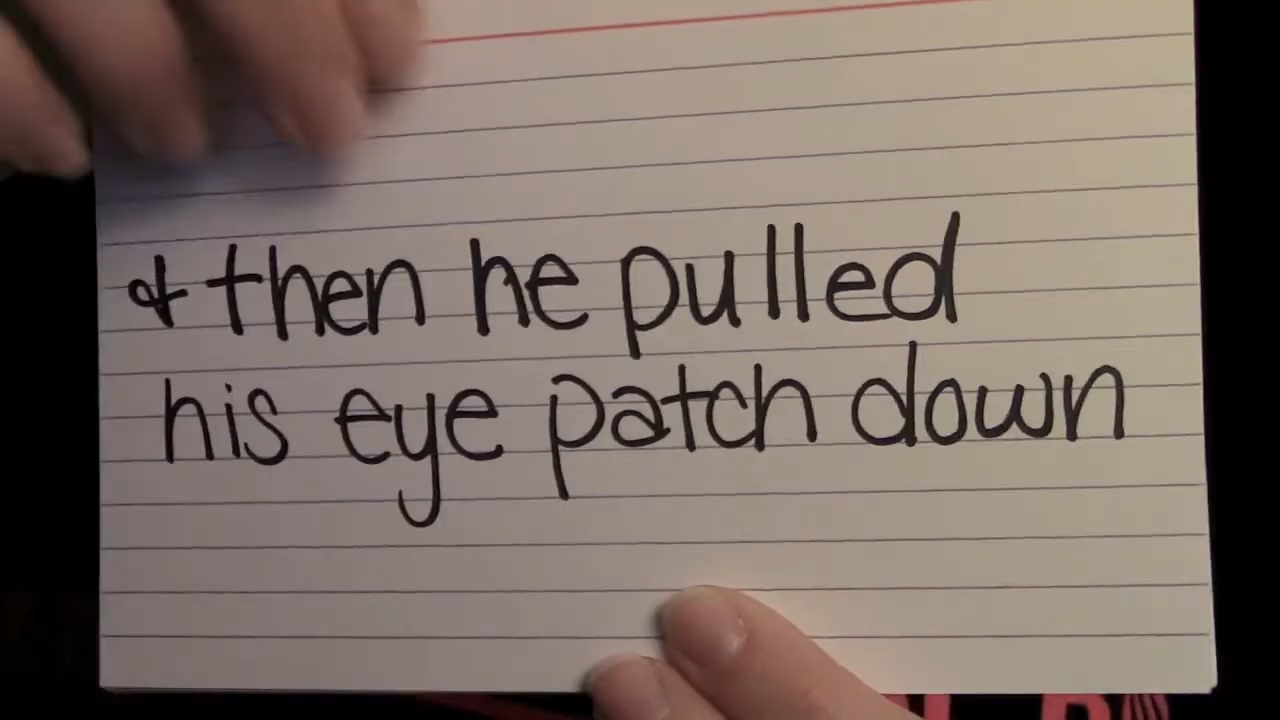 & then he pulled
his eye patch down